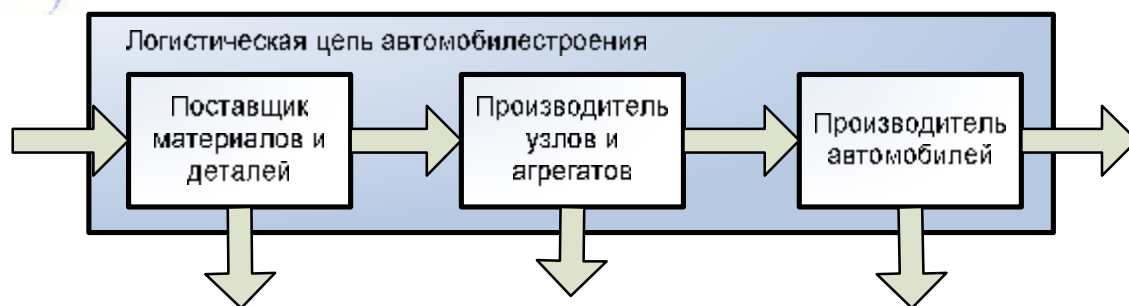 Логистическая цепь автомобилестроения
Поставщик
материалов и
деталей
Производитель
узлов и
агрегатов
Производитель
автомобилей